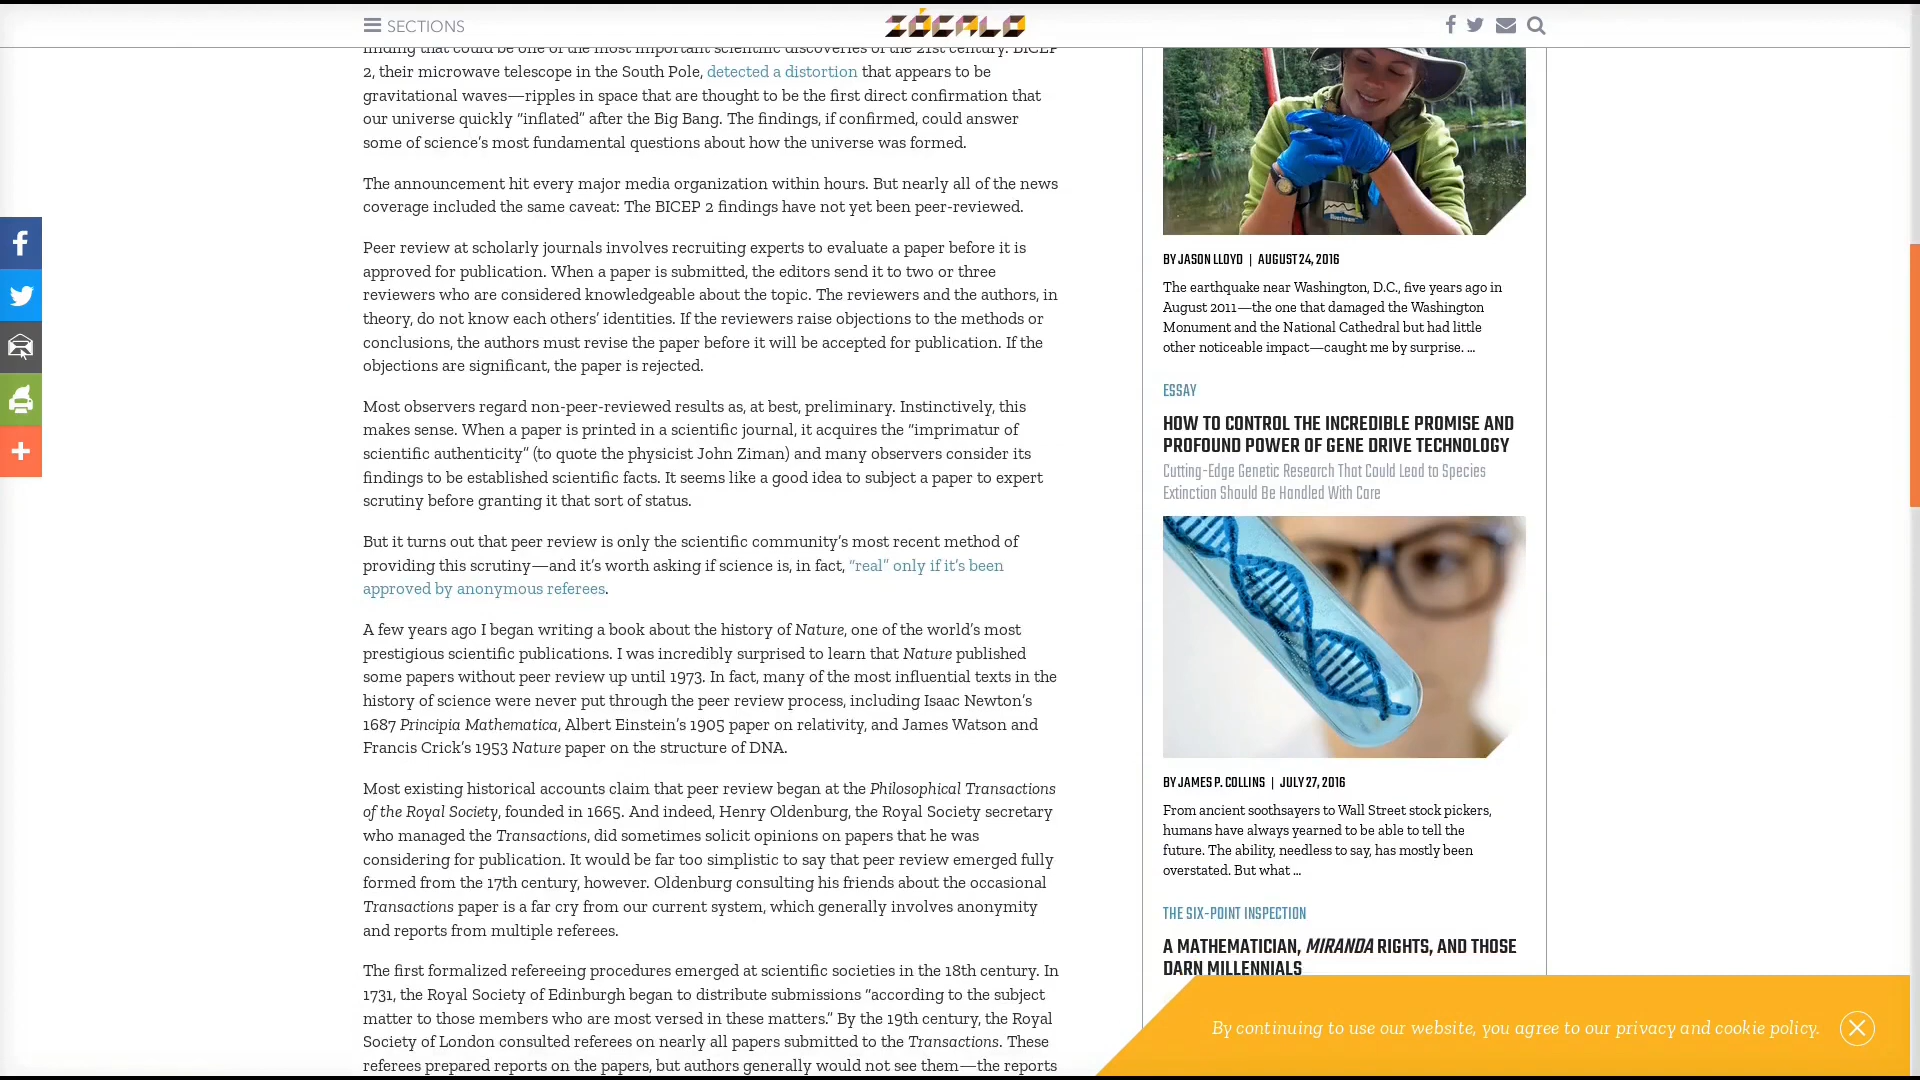 SECTIONS
ZÓCALO
finding that could be one of the most important scientific discoveries of the 21st century. BICEP
2, their microwave telescope in the South Pole, detected a distortion that appears to be
gravitational waves—ripples in space that are thought to be the first direct confirmation that
our universe quickly “inflated” after the Big Bang. The findings, if confirmed, could answer
some of science’s most fundamental questions about how the universe was formed.
The announcement hit every major media organization within hours. But nearly all of the news
coverage included the same caveat: The BICEP 2 findings have not yet been peer-reviewed.
Peer review at scholarly journals involves recruiting experts to evaluate a paper before it is
approved for publication. When a paper is submitted, the editors send it to two or three
reviewers who are considered knowledgeable about the topic. The reviewers and the authors, in
theory, do not know each others’ identities. If the reviewers raise objections to the methods or
conclusions, the authors must revise the paper before it will be accepted for publication. If the
objections are significant, the paper is rejected.
Most observers regard non-peer-reviewed results as, at best, preliminary. Instinctively, this
makes sense. When a paper is printed in a scientific journal, it acquires the “imprimatur of
scientific authenticity” (to quote the physicist John Ziman) and many observers consider its
findings to be established scientific facts. It seems like a good idea to subject a paper to expert
scrutiny before granting it that sort of status.
But it turns out that peer review is only the scientific community’s most recent method of
providing this scrutiny—and it’s worth asking if science is, in fact, “real” only if it’s been
approved by anonymous referees.
A few years ago I began writing a book about the history of Nature, one of the world’s most
prestigious scientific publications. I was incredibly surprised to learn that Nature published
some papers without peer review up until 1973. In fact, many of the most influential texts in the
history of science were never put through the peer review process, including Isaac Newton’s
1687 Principia Mathematica, Albert Einstein’s 1905 paper on relativity, and James Watson and
Francis Crick’s 1953 Nature paper on the structure of DNA.
Most existing historical accounts claim that peer review began at the Philosophical Transactions
of the Royal Society, founded in 1665. And indeed, Henry Oldenburg, the Royal Society secretary
who managed the Transactions, did sometimes solicit opinions on papers that he was
considering for publication. It would be far too simplistic to say that peer review emerged fully
formed from the 17th century, however. Oldenburg consulting his friends about the occasional
Transactions paper is a far cry from our current system, which generally involves anonymity
and reports from multiple referees.
The first formalized refereeing procedures emerged at scientific societies in the 18th century. In
1731, the Royal Society of Edinburgh began to distribute submissions “according to the subject
matter to those members who are most versed in these matters.” By the 19th century, the Royal
Society of London consulted referees on nearly all papers submitted to the Transactions. These
referees prepared reports on the papers, but authors generally would not see them—the reports
BY JASON LLOYD | AUGUST 24, 2016
The earthquake near Washington, D.C., five years ago in
August 2011—the one that damaged the Washington
Monument and the National Cathedral but had little
other noticeable impact—caught me by surprise. ...
ESSAY
HOW TO CONTROL THE INCREDIBLE PROMISE AND
PROFOUND POWER OF GENE DRIVE TECHNOLOGY
Cutting-Edge Genetic Research That Could Lead to Species
Extinction Should Be Handled With Care
BY JAMES P. COLLINS | JULY 27, 2016
From ancient soothsayers to Wall Street stock pickers,
humans have always yearned to be able to tell the
future. The ability, needless to say, has mostly been
overstated. But what ...
THE SIX-POINT INSPECTION
A MATHEMATICIAN, MIRANDA RIGHTS, AND THOSE
DARN MILLENNIALS
By continuing to use our website, you agree to our privacy and cookie policy.